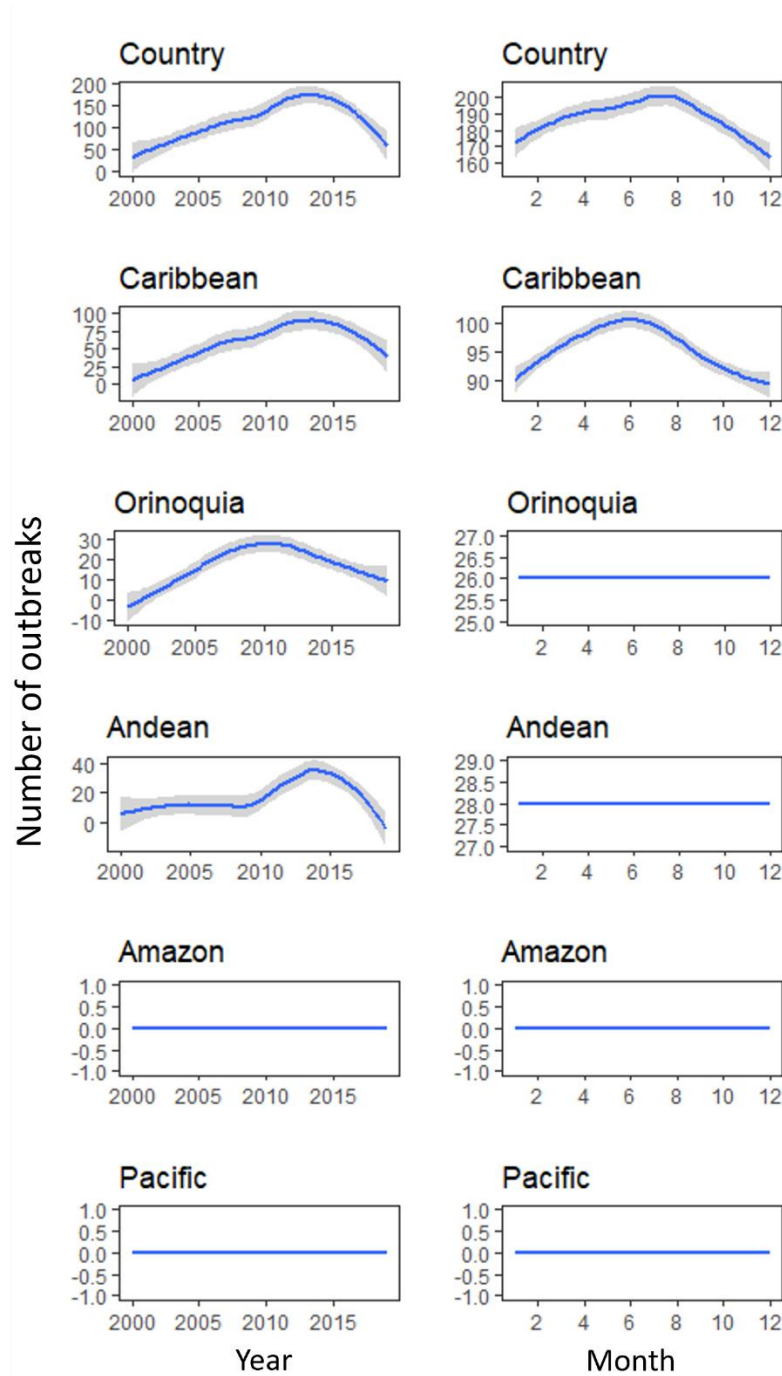 Country
200
150
100
50
0
2000 2005 2010 2015
Country
200
190
180
170
160
2 4 6 8 10 12
Caribbean
100
75
50
25
0
2000 2005 2010 2015
Caribbean
100
95
90
2 4 6 8 10 12
Orinoquia
30
20
10
0
-10
2000 2005 2010 2015
Orinoquia
27.0
26.5
26.0
25.5
25.0
2 4 6 8 10 12
Andean
40
20
0
2000 2005 2010 2015
Andean
29.0
28.5
28.0
27.5
27.0
2 4 6 8 10 12
Amazon
1.0
0.5
0.0
-0.5
-1.0
2000 2005 2010 2015
Amazon
1.0
0.5
0.0
-0.5
-1.0
2 4 6 8 10 12
Pacific
1.0
0.5
0.0
-0.5
-1.0
2000 2005 2010 2015
Pacific
1.0
0.5
0.0
-0.5
-1.0
2 4 6 8 10 12
Number of outbreaks
Year
Month